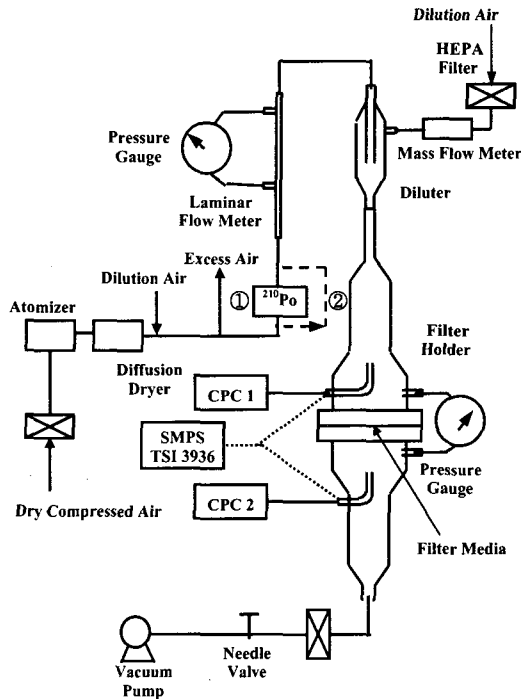 Dilution Air
HEPA
Filter
Pressure
Gauge
Mass Flow Meter
Laminar
Flow Meter
Diluter
Excess Air
Dilution Air
① ²¹⁰Po ②
Atomizer
Filter
Holder
Diffusion
Dryer
CPC 1
SMPS
TSI 3936
Pressure
Gauge
CPC 2
Dry Compressed Air
Filter Media
Needle
Valve
Vacuum
Pump